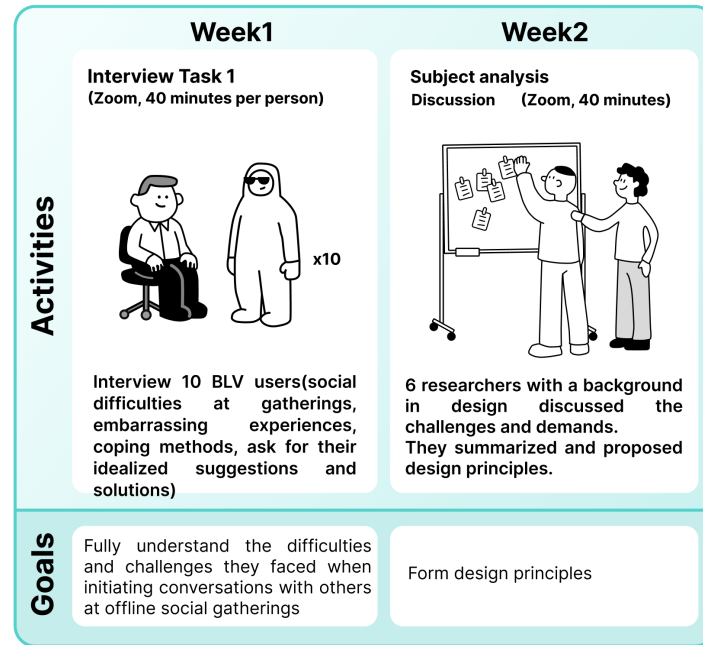 Week1
Week2
Activities
Interview Task 1
(Zoom, 40 minutes per person)
x10
Interview 10 BLV users(social
difficulties at gatherings,
embarrassing experiences,
coping methods, ask for their
idealized suggestions and
solutions)
Subject analysis
Discussion (Zoom, 40 minutes)
6 researchers with a background
in design discussed the
challenges and demands.
They summarized and proposed
design principles.
Goals
Fully understand the difficulties
and challenges they faced when
initiating conversations with others
at offline social gatherings
Form design principles